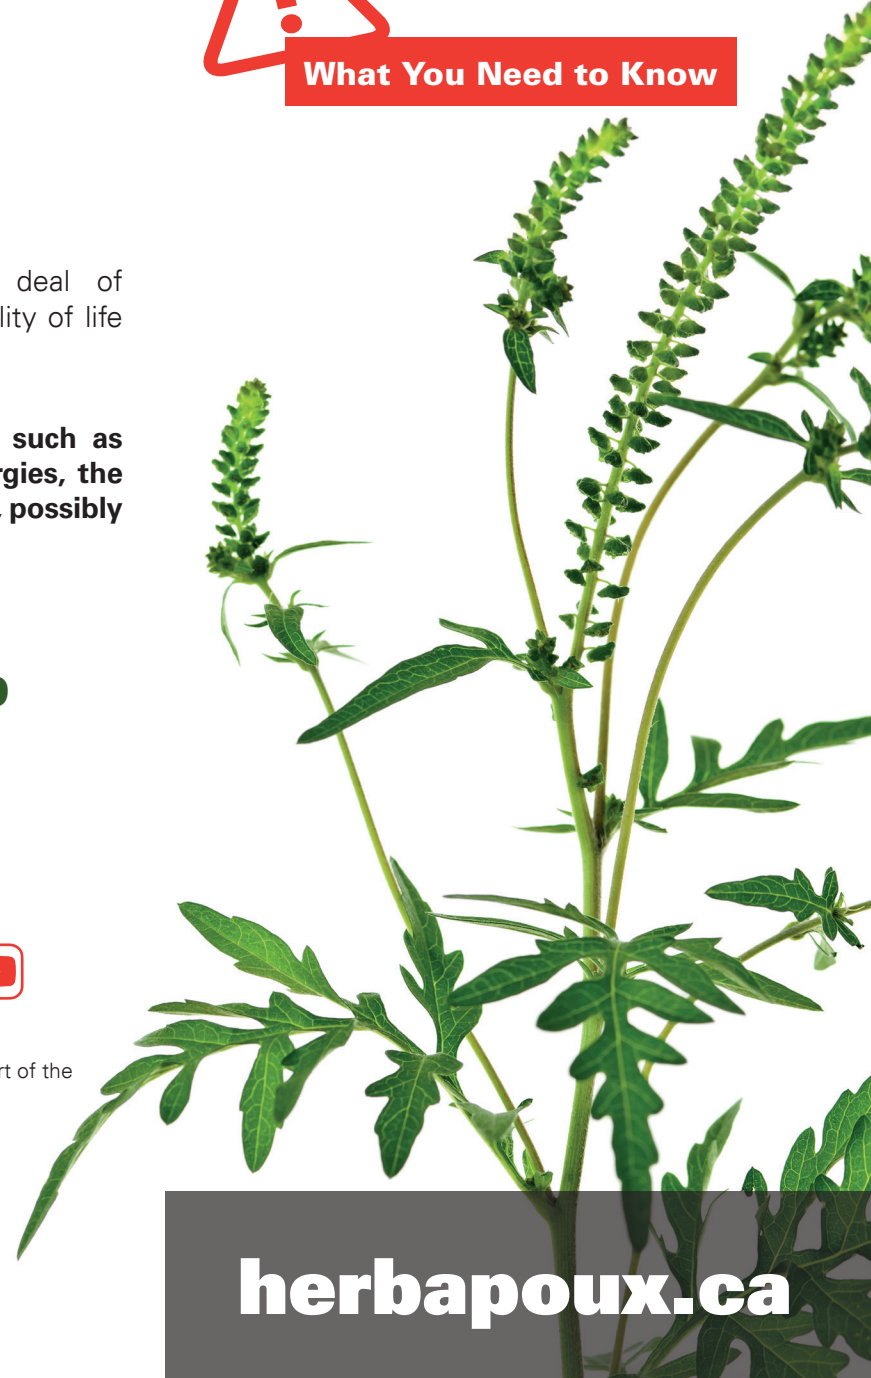 What You Need to Know
deal of
lity of life
such as
rgies, the
, possibly
rt of the
herbapoux.ca